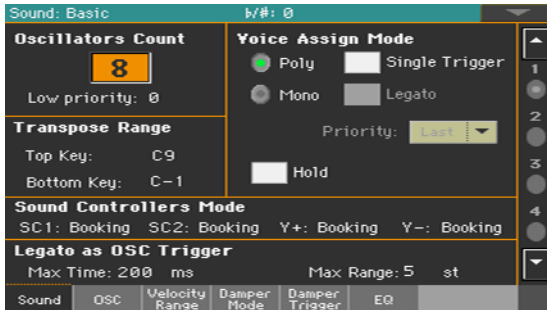 Sound: Basic
b/#: 0
Oscillators Count
8
Low priority: 0
Transpose Range
Top Key: C9
Bottom Key: C-1
Voice Assign Mode
Poly
Single Trigger
Mono
Legato
Priority: Last
Hold
1
2
3
4
Sound Controllers Mode
SC1: Booking SC2: Booking Y+: Booking Y-: Booking
Legato as OSC Trigger
Max Time: 200 ms Max Range: 5 st
Sound
OSC
Velocity
Range
Damper
Mode
Damper
Trigger
EQ